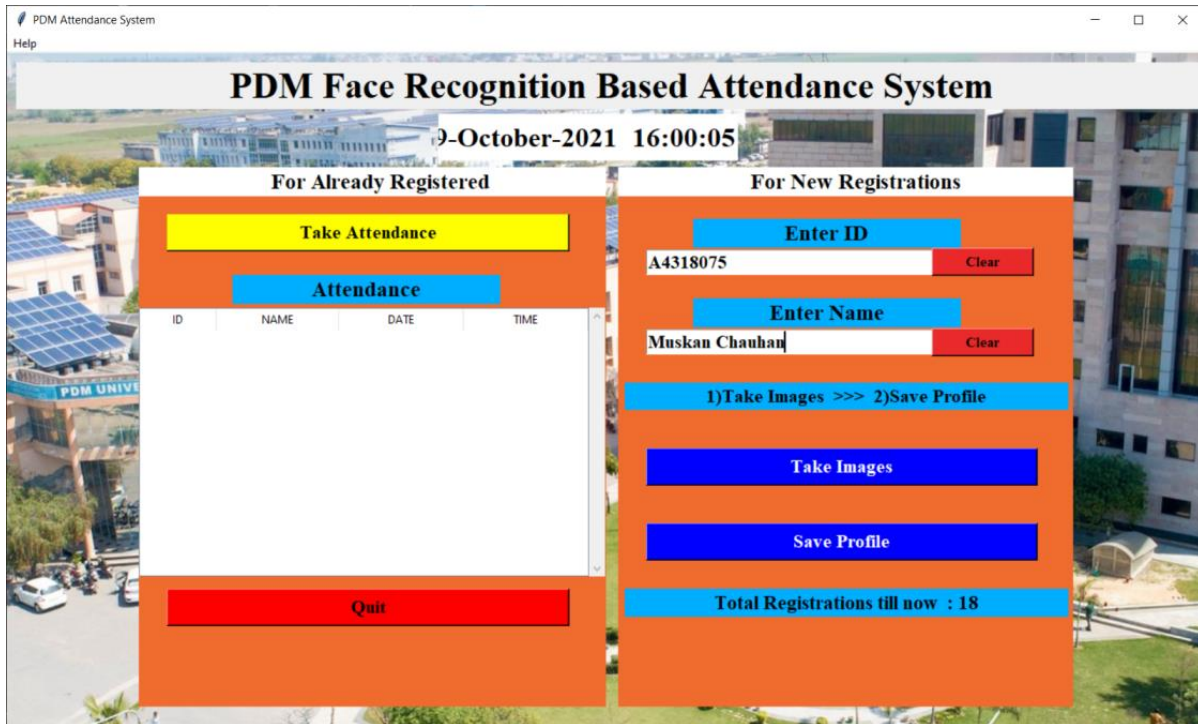 PDM Attendance System
Help
PDM Face Recognition Based Attendance System
9-October-2021 16:00:05
For Already Registered
Take Attendance
Attendance
ID NAME DATE TIME
Quit
For New Registrations
Enter ID
A4318075 Clear
Enter Name
Muskan Chauhan Clear
1)Take Images >>> 2)Save Profile
Take Images
Save Profile
Total Registrations till now : 18
PDM UNIVE